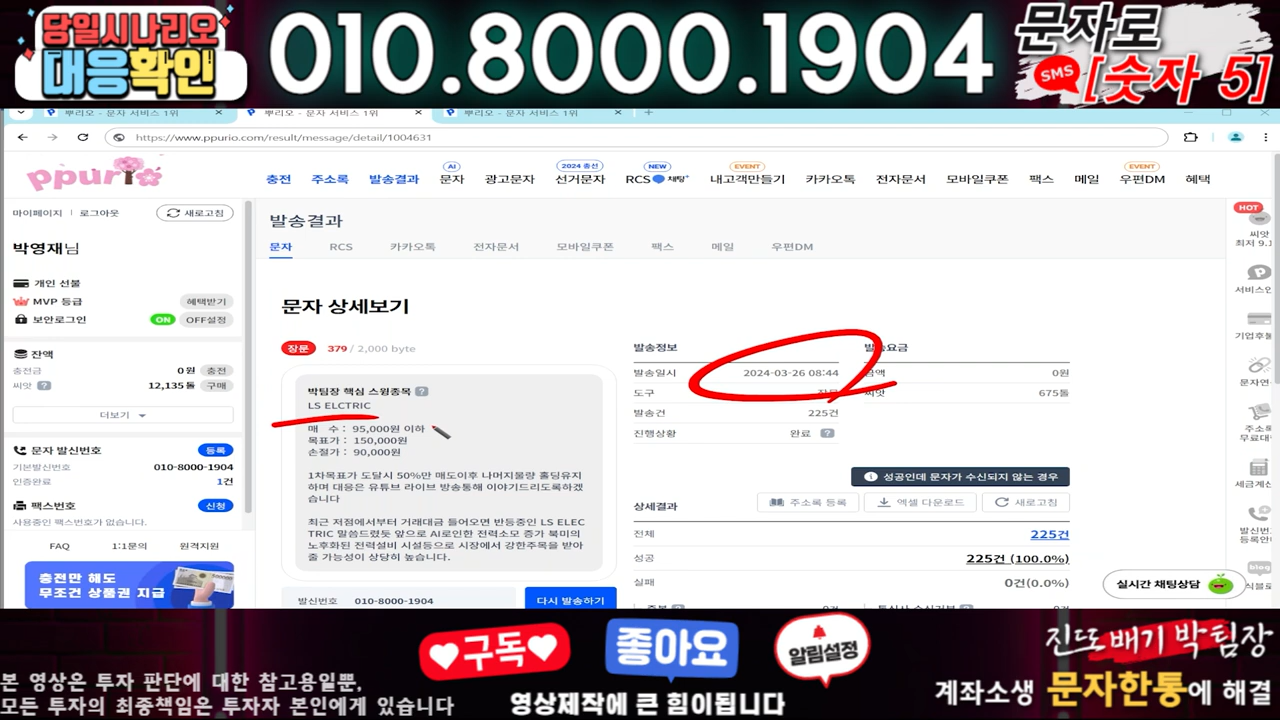 당일시나리오
대응확인
010.8000.1904
문자로
SMS
[숫자 5]
뿌리오 - 문자 서비스 1위
뿌리오 - 문자 서비스 1위
뿌리오 - 문자 서비스 1위
https://www.ppurio.com/result/message/detail/1004631
ppurio
충전
주소록
발송결과
AI
문자
광고문자
2024 총선
선거문자
NEW
RCS 채팅+
EVENT
내고객만들기
카카오톡
전자문서
모바일쿠폰
팩스
메일
EVENT
우편DM
혜택
마이페이지 | 로그아웃
새로고침
박영재님
개인 선불
MVP 등급
혜택받기
보안로그인
ON
OFF설정
잔액
충전금
0원
충전
씨앗 ?
12,135톨
구매
더보기
문자 발신번호
등록
기본발신번호
010-8000-1904
인증완료
1건
팩스번호
신청
사용중인 팩스번호가 없습니다.
FAQ
1:1문의
원격지원
충전만 해도
무조건 상품권 지급
발송결과
문자
RCS
카카오톡
전자문서
모바일쿠폰
팩스
메일
우편DM
문자 상세보기
장문
379 / 2,000 byte
박팀장 핵심 스윙종목 ?
LS ELCTRIC
매 수 : 95,000원 이하
목표가 : 150,000원
손절가 : 90,000원
1차목표가 도달시 50%만 매도이후 나머지물량 홀딩유지
하며 대응은 유튜브 라이브 방송통해 이야기드리도록하겠
습니다
최근 저점에서부터 거래대금 들어오면 반등중인 LS ELEC
TRIC 말씀드렸듯 앞으로 AI로인한 전력소모 증가 북미의
노후화된 전력설비 시설등으로 시장에서 강한주목을 받아
줄 가능성이 상당히 높습니다.
발신번호
010-8000-1904
다시 발송하기
발송정보
발송일시
2024-03-26 08:44
도구
장문
발송건
225건
진행상황
완료 ?
발송요금
금액
0원
씨앗
675톨
성공인데 문자가 수신되지 않는 경우
상세결과
주소록 등록
엑셀 다운로드
새로고침
전체
225건
성공
225건 (100.0%)
실패
0건(0.0%)
HOT
씨앗
최저 9.1
서비스안
기업후불
문자연
주소록
무료대
세금계산
발신번호
등록안내
blog
실시간 채팅상담
본 영상은 투자 판단에 대한 참고용일뿐,
모든 투자의 최종책임은 투자자 본인에게 있습니다
구독
좋아요
알림설정
영상제작에 큰 힘이됩니다
진또배기 박팀장
계좌소생 문자한통에 해결